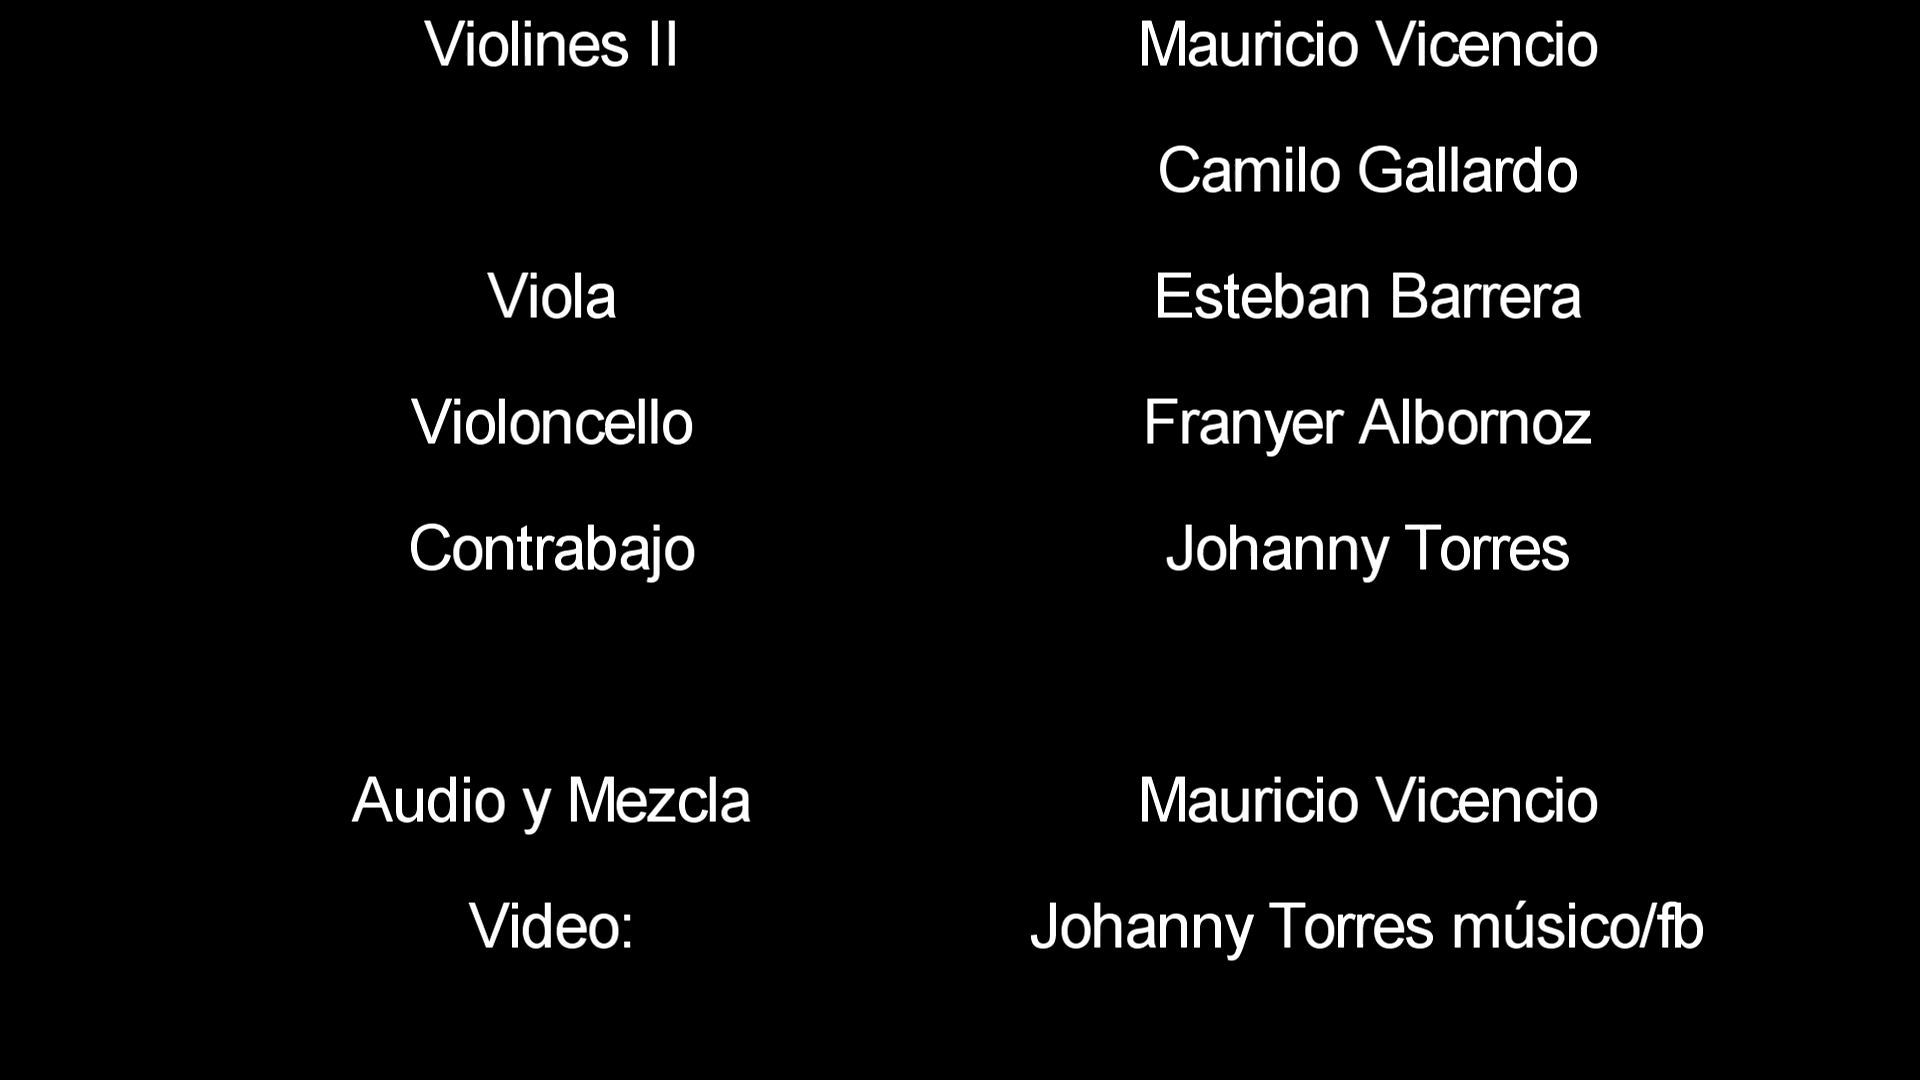 Violines II Mauricio Vicencio
Camilo Gallardo
Viola Esteban Barrera
Violoncello Franyer Albornoz
Contrabajo Johanny Torres
Audio y Mezcla Mauricio Vicencio
Video: Johanny Torres músico/fb